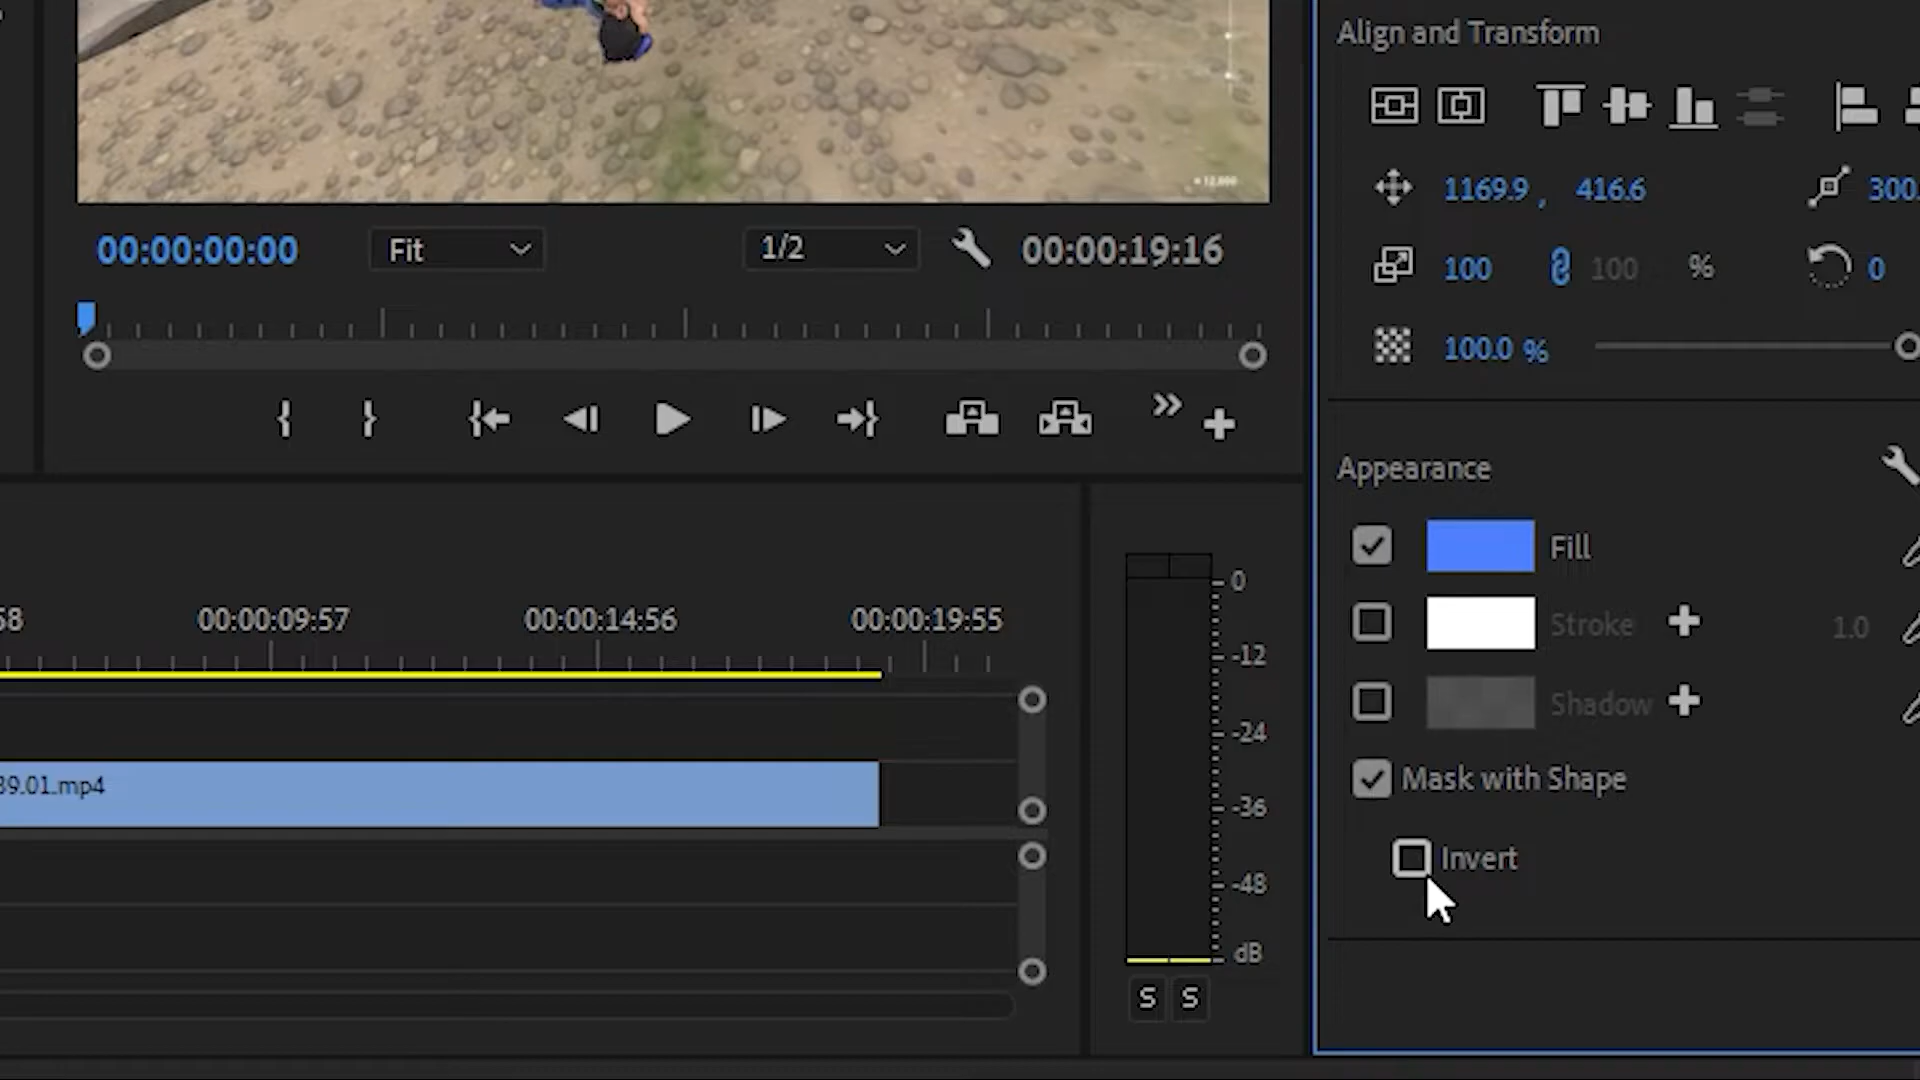 Align and Transform
1169.9 , 416.6
300.
100 100 % 0
100.0 %
00:00:00:00 Fit 1/2 00:00:19:16
Appearance
Fill
Stroke 1.0
Shadow
Mask with Shape
Invert
58 00:00:09:57 00:00:14:56 00:00:19:55
39.01.mp4
0
-12
-24
-36
-48
dB
S S